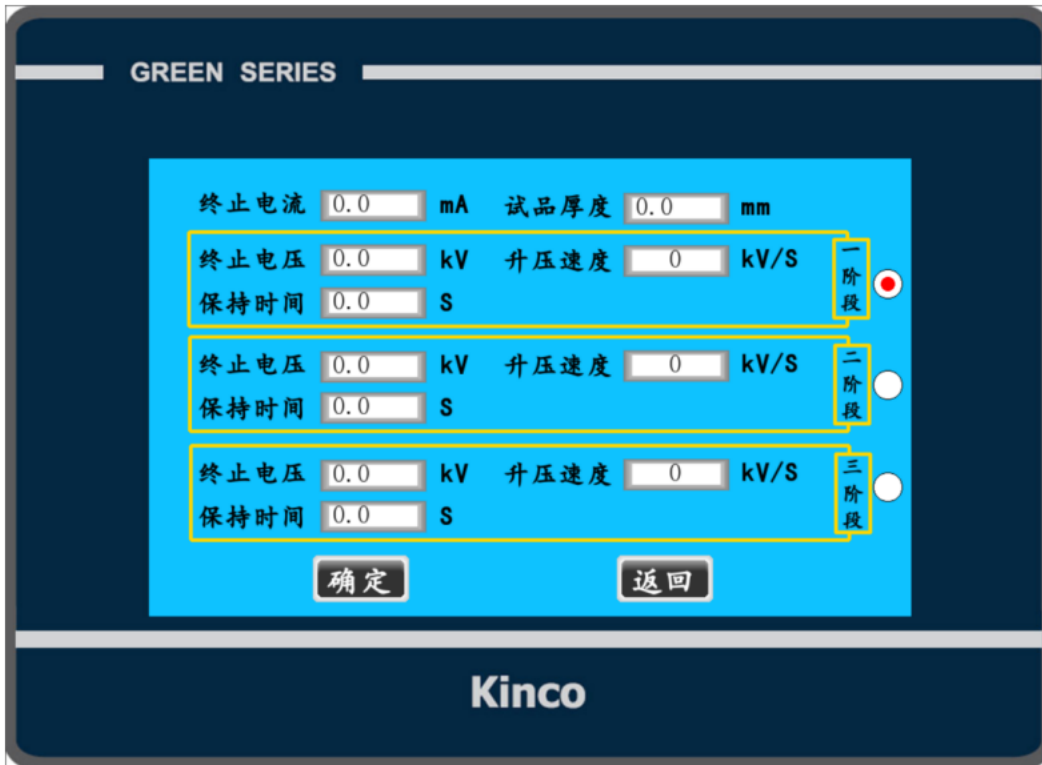 GREEN SERIES
终止电流 0.0 mA 试品厚度 0.0 mm
终止电压 0.0 kV 升压速度 0 kV/S
保持时间 0.0 S
一阶段
终止电压 0.0 kV 升压速度 0 kV/S
保持时间 0.0 S
二阶段
终止电压 0.0 kV 升压速度 0 kV/S
保持时间 0.0 S
三阶段
确定 返回
Kinco